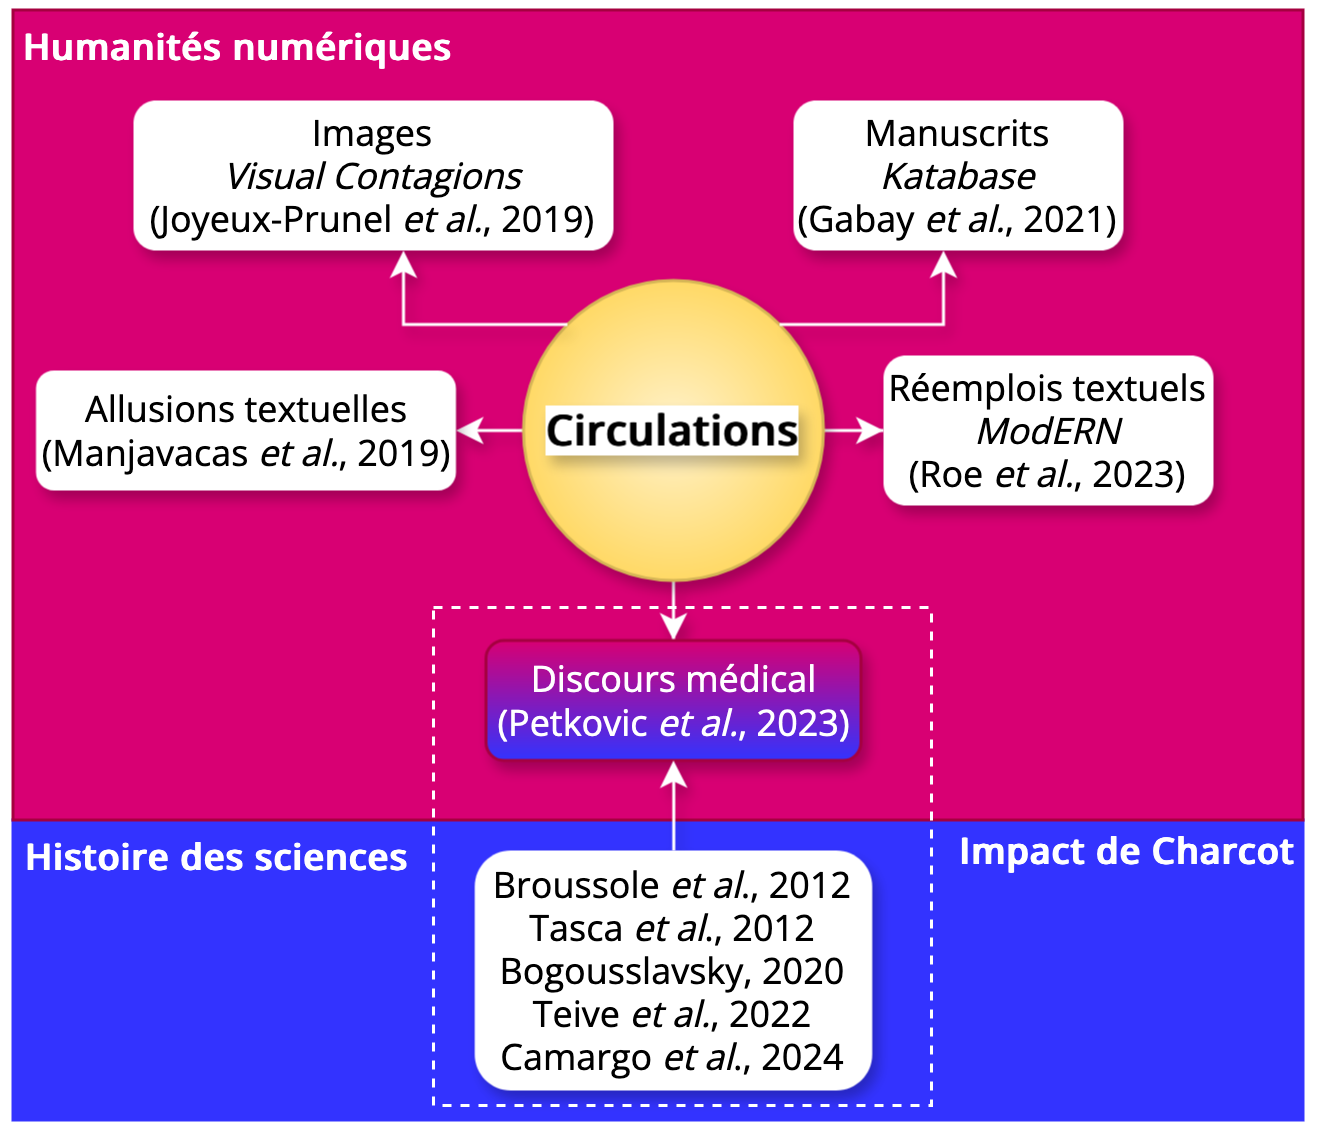 Humanités numériques
Images
Visual Contagions
(Joyeux-Prunel et al., 2019)
Manuscrits
Katabase
(Gabay et al., 2021)
Allusions textuelles
(Manjavacas et al., 2019)
Circulations
Réemplois textuels
ModERN
(Roe et al., 2023)
Discours médical
(Petkovic et al., 2023)
Histoire des sciences
Impact de Charcot
Broussole et al., 2012
Tasca et al., 2012
Bogousslavsky, 2020
Teive et al., 2022
Camargo et al., 2024